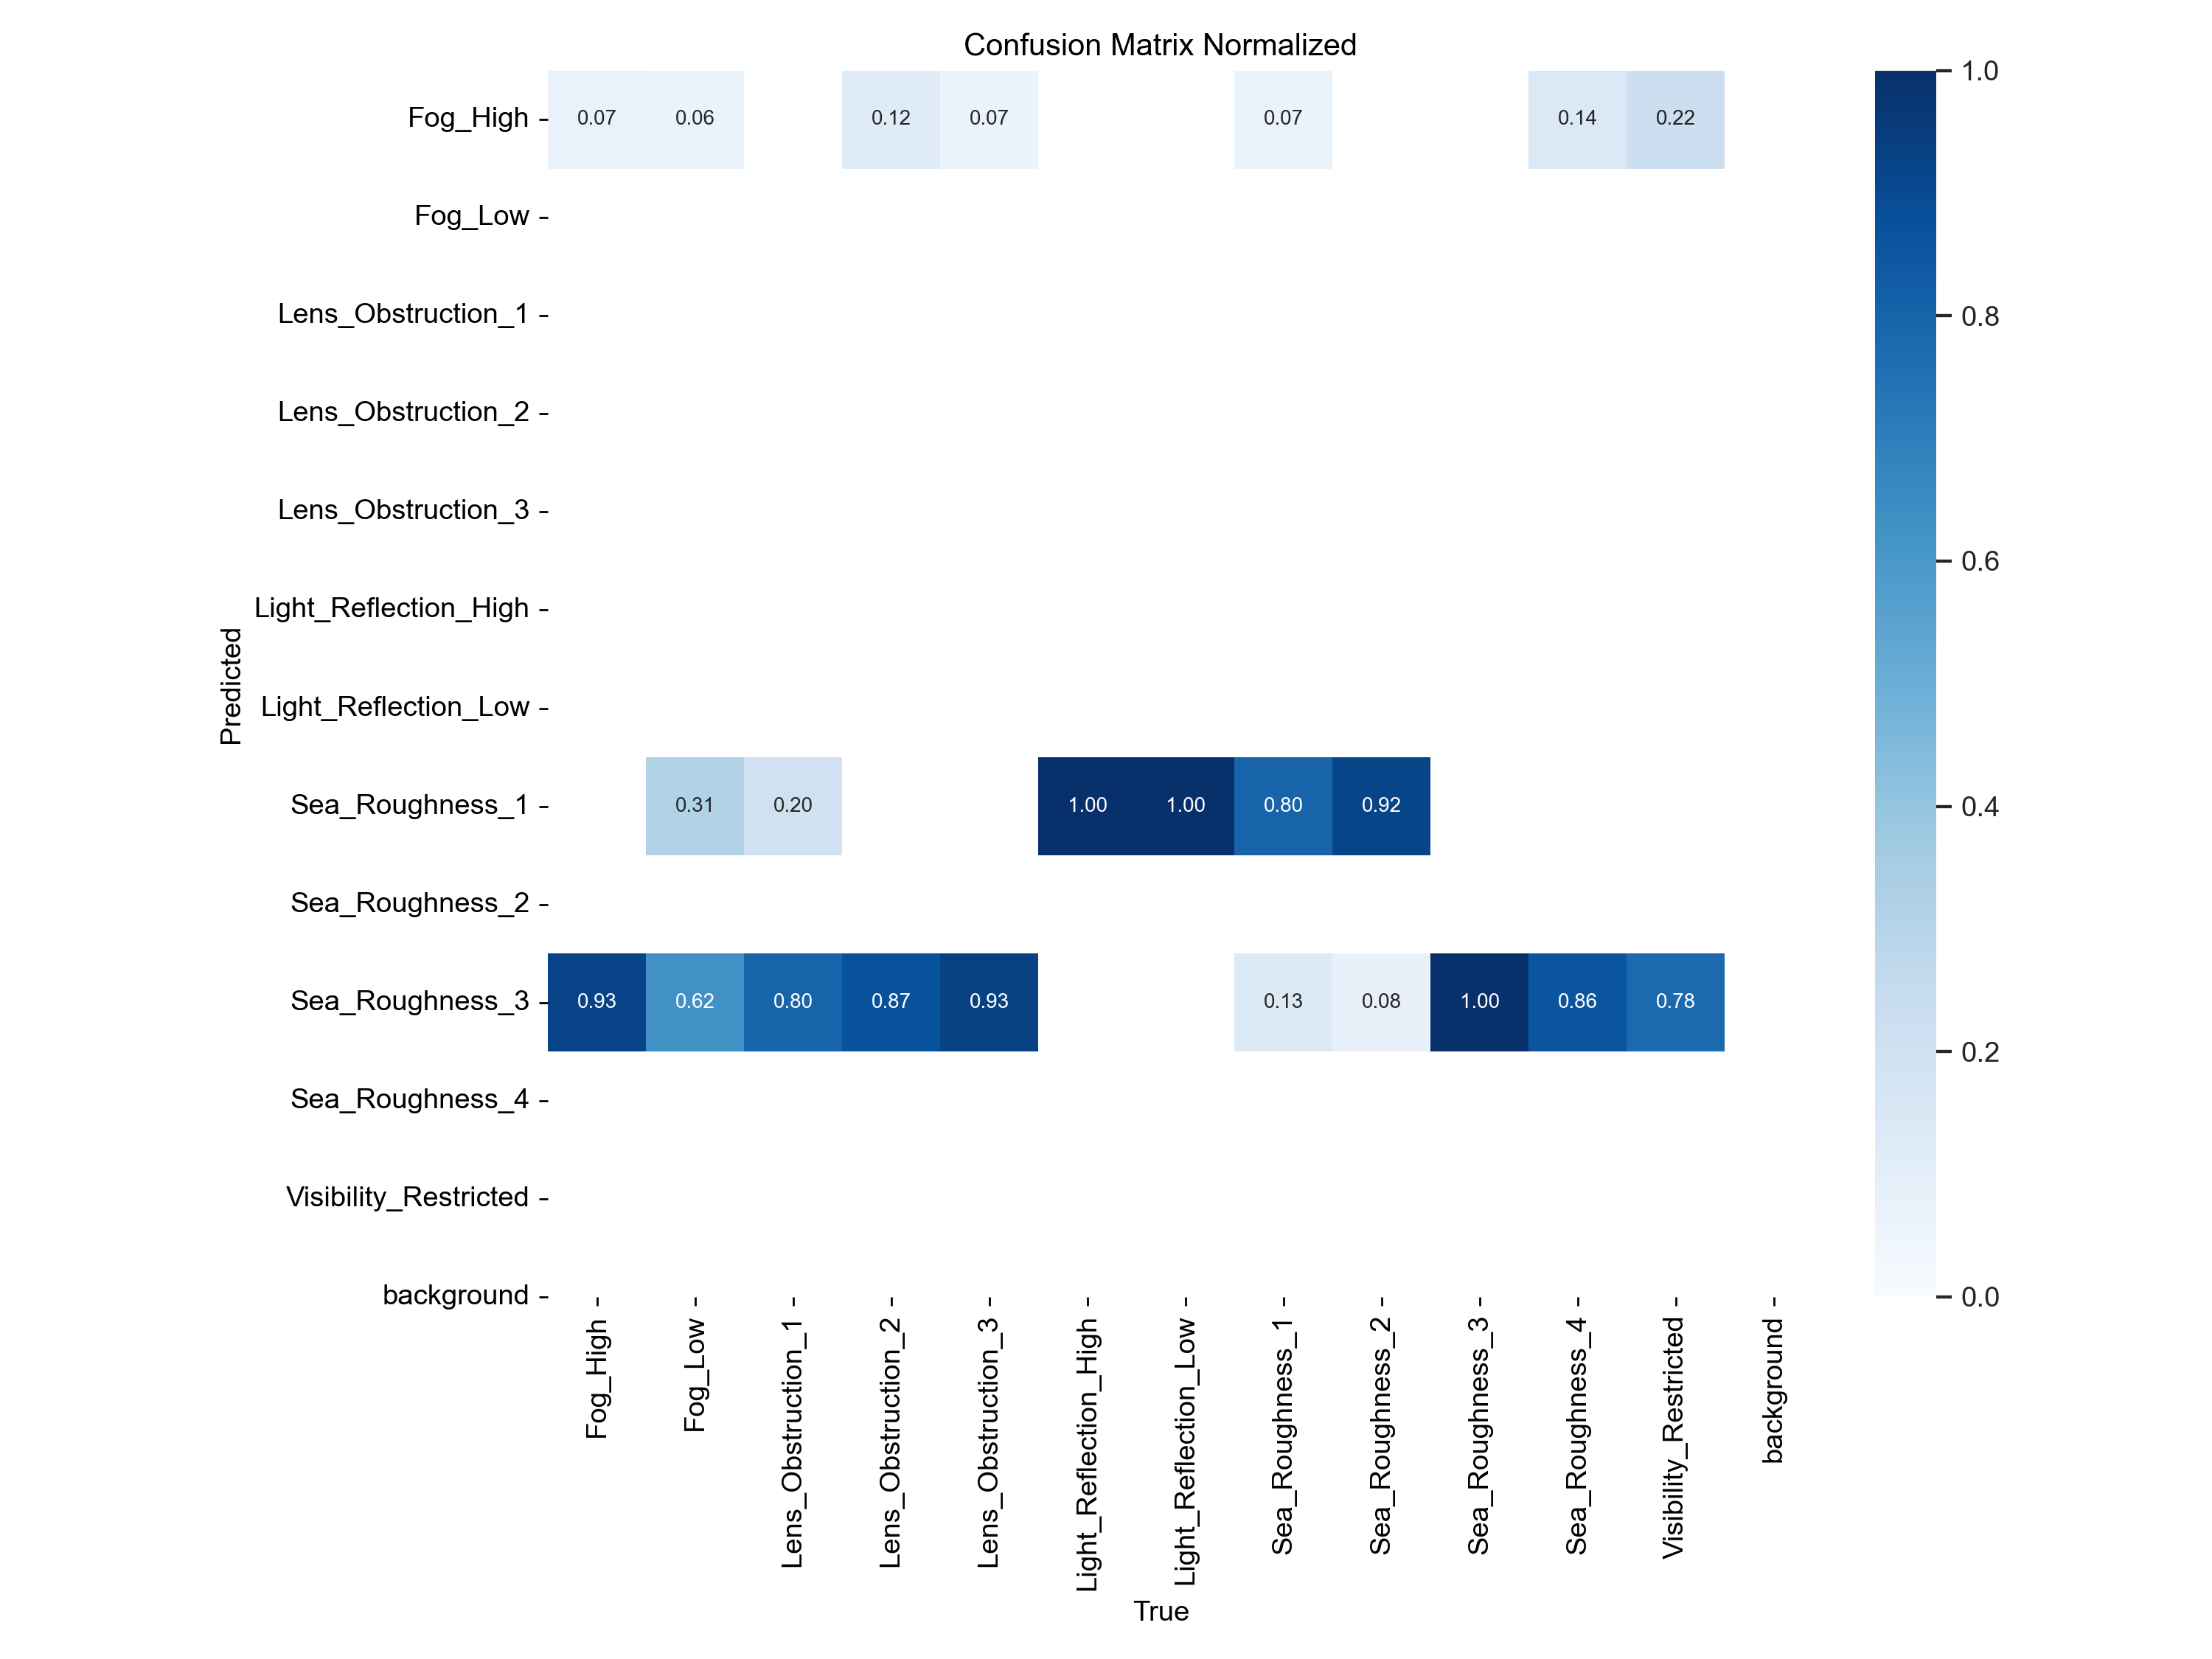 Confusion Matrix Normalized
Fog_High
0.07
0.06
0.12
0.07
0.07
0.14
0.22
Fog_Low
Lens_Obstruction_1
Lens_Obstruction_2
Lens_Obstruction_3
Light_Reflection_High
Light_Reflection_Low
Sea_Roughness_1
0.31
0.20
1.00
1.00
0.80
0.92
Sea_Roughness_2
Sea_Roughness_3
0.93
0.62
0.80
0.87
0.93
0.13
0.08
1.00
0.86
0.78
Sea_Roughness_4
Visibility_Restricted
background
Predicted
Fog_High
Fog_Low
Lens_Obstruction_1
Lens_Obstruction_2
Lens_Obstruction_3
Light_Reflection_High
Light_Reflection_Low
Sea_Roughness_1
Sea_Roughness_2
Sea_Roughness_3
Sea_Roughness_4
Visibility_Restricted
background
True
1.0
0.8
0.6
0.4
0.2
0.0